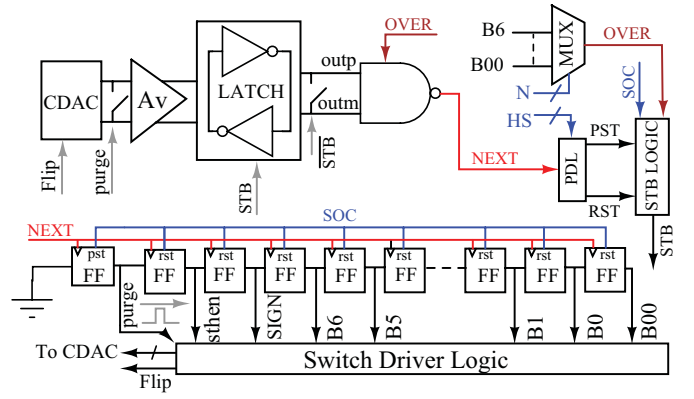 OVER
B6
B00
MUX
OVER
N
HS
SOC
CDAC
Av
LATCH
outp
outm
Flip
purge
STB
STB
NEXT
PDL
PST
RST
STB LOGIC
STB
NEXT
SOC
pst
FF
rst
FF
rst
FF
rst
FF
rst
FF
rst
FF
rst
FF
rst
FF
purge
sthen
SIGN
B6
B5
B1
B0
B00
To CDAC
Flip
Switch Driver Logic